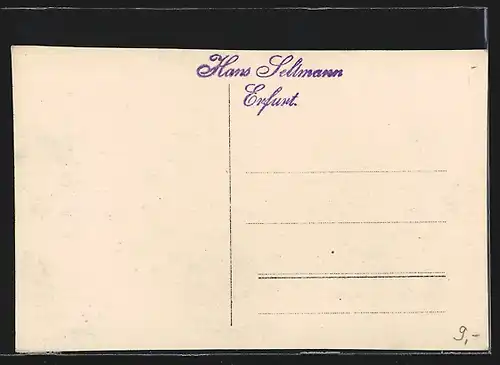 Hans Seltmann
Erfurt.
9,-